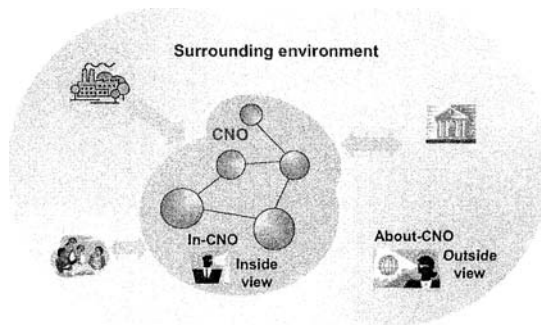 Surrounding environment
CNO
In-CNO
Inside
view
About-CNO
Outside
view